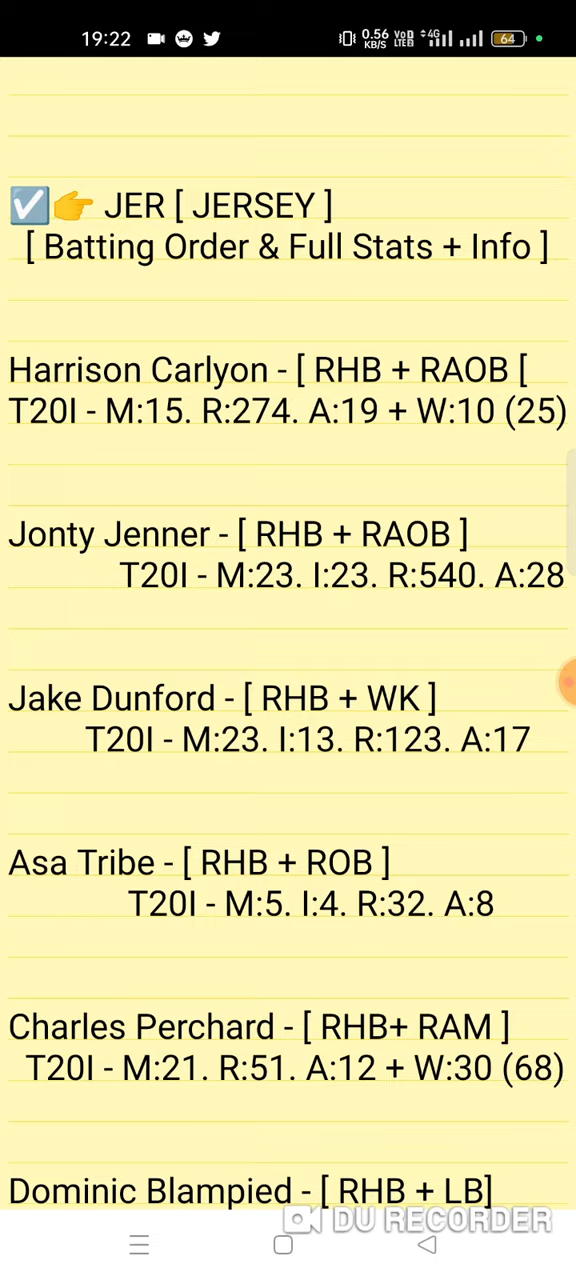 19:22 0.56 KB/S VoD LTE 4G 64
☑️👉 JER [ JERSEY ]
[ Batting Order & Full Stats + Info ]
Harrison Carlyon - [ RHB + RAOB [
T20I - M:15. R:274. A:19 + W:10 (25)
Jonty Jenner - [ RHB + RAOB ]
T20I - M:23. I:23. R:540. A:28
Jake Dunford - [ RHB + WK ]
T20I - M:23. I:13. R:123. A:17
Asa Tribe - [ RHB + ROB ]
T20I - M:5. I:4. R:32. A:8
Charles Perchard - [ RHB+ RAM ]
T20I - M:21. R:51. A:12 + W:30 (68)
Dominic Blampied - [ RHB + LB]
DU RECORDER